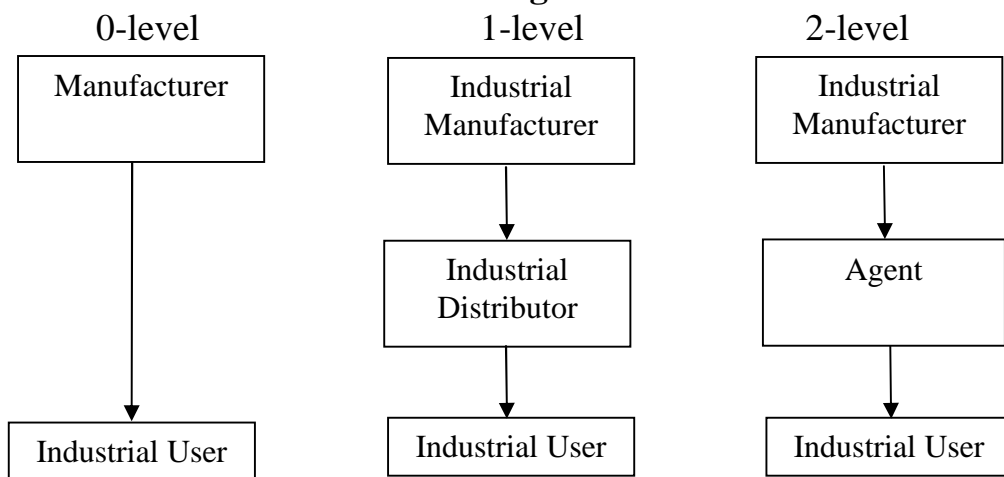 0-level 1-level 2-level
Manufacturer
Industrial
Manufacturer
Industrial
Manufacturer
Industrial
Distributor
Agent
Industrial User
Industrial User
Industrial User